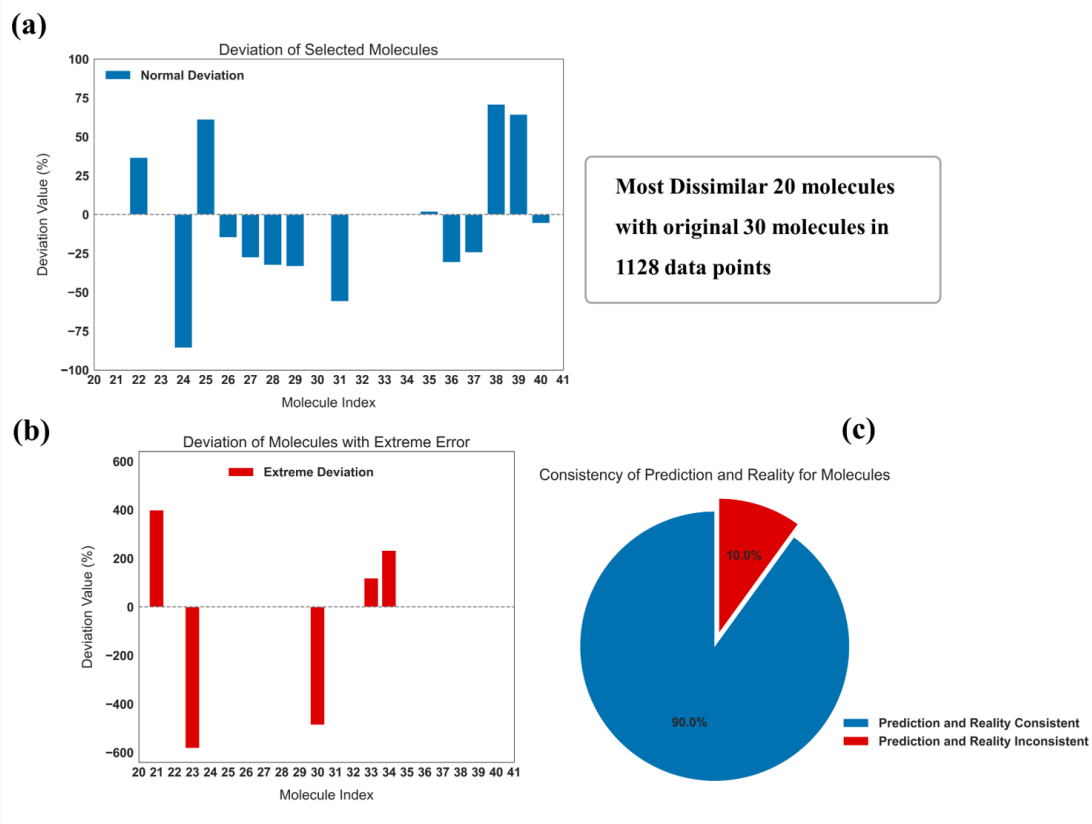 (a)
Deviation of Selected Molecules
Normal Deviation
Deviation Value (%)
100
75
50
25
0
−25
−50
−75
−100
20 21 22 23 24 25 26 27 28 29 30 31 32 33 34 35 36 37 38 39 40 41
Molecule Index
Most Dissimilar 20 molecules
with original 30 molecules in
1128 data points
(b)
Deviation of Molecules with Extreme Error
Extreme Deviation
Deviation Value (%)
600
400
200
0
−200
−400
−600
20 21 22 23 24 25 26 27 28 29 30 31 32 33 34 35 36 37 38 39 40 41
Molecule Index
(c)
Consistency of Prediction and Reality for Molecules
10.0%
90.0%
Prediction and Reality Consistent
Prediction and Reality Inconsistent